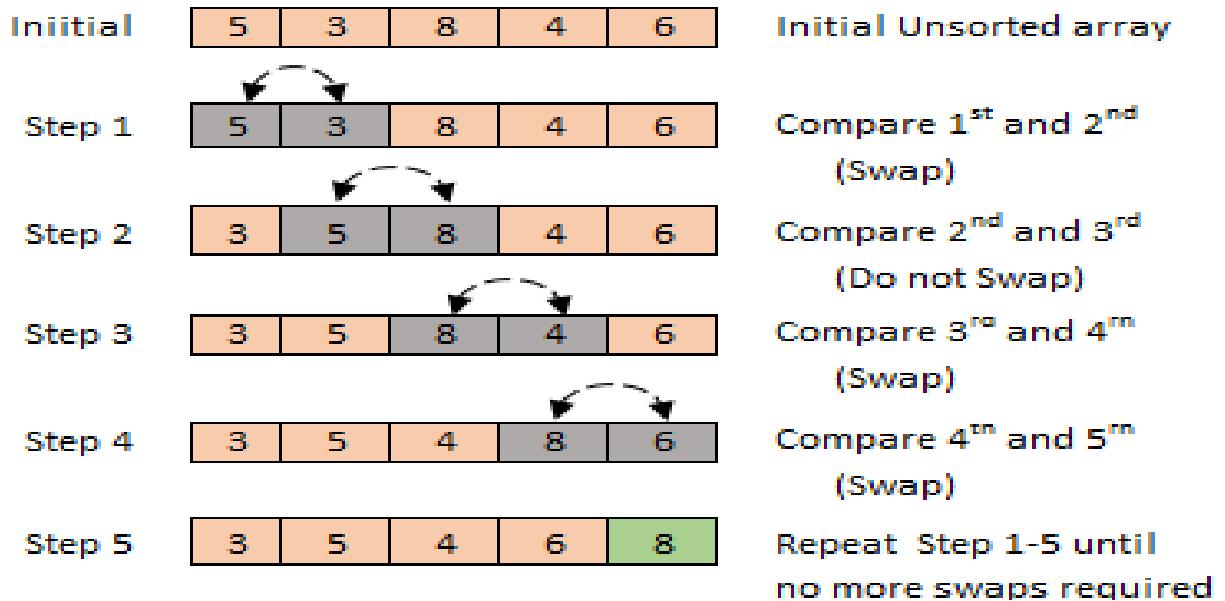 Iniitial 5 3 8 4 6 Initial Unsorted array
Step 1 5 3 8 4 6 Compare 1st and 2nd
(Swap)
Step 2 3 5 8 4 6 Compare 2nd and 3rd
(Do not Swap)
Step 3 3 5 8 4 6 Compare 3rd and 4th
(Swap)
Step 4 3 5 4 8 6 Compare 4th and 5th
(Swap)
Step 5 3 5 4 6 8 Repeat Step 1-5 until
no more swaps required